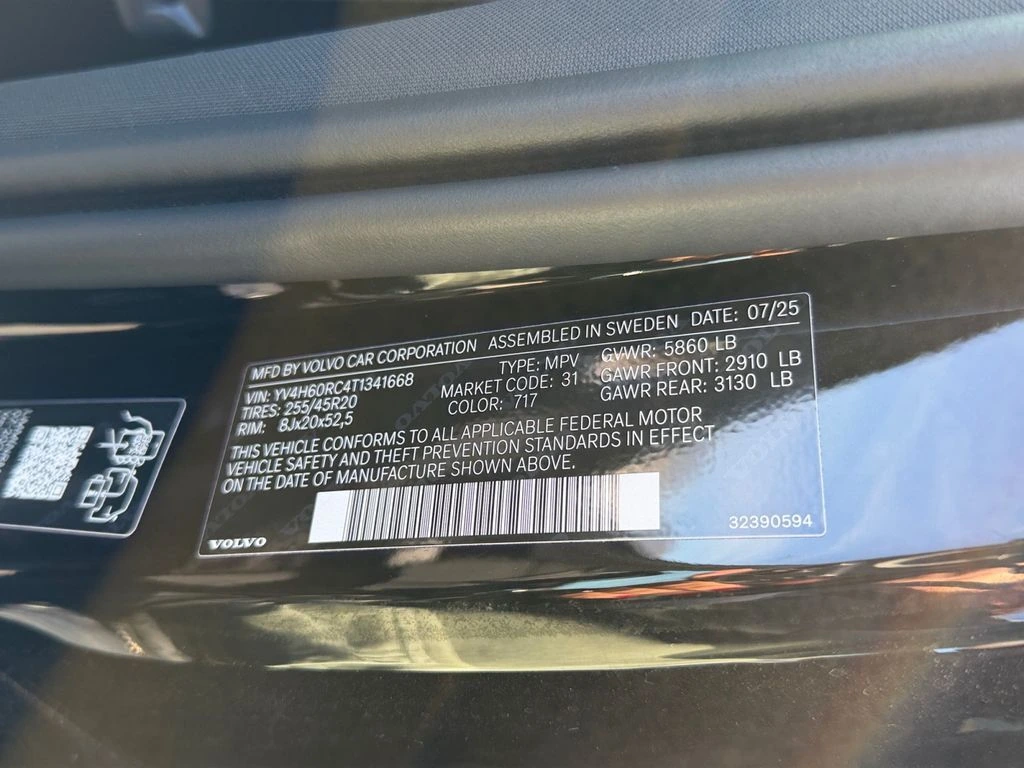 MFD BY VOLVO CAR CORPORATION ASSEMBLED IN SWEDEN DATE: 07/25
VIN: YV4H60RC4T1341668 TYPE: MPV GVWR: 5860 LB
TIRES: 255/45R20 MARKET CODE: 31 GAWR FRONT: 2910 LB
RIM: 8Jx20x52,5 COLOR: 717 GAWR REAR: 3130 LB
THIS VEHICLE CONFORMS TO ALL APPLICABLE FEDERAL MOTOR
VEHICLE SAFETY AND THEFT PREVENTION STANDARDS IN EFFECT
ON THE DATE OF MANUFACTURE SHOWN ABOVE.
VOLVO 32390594